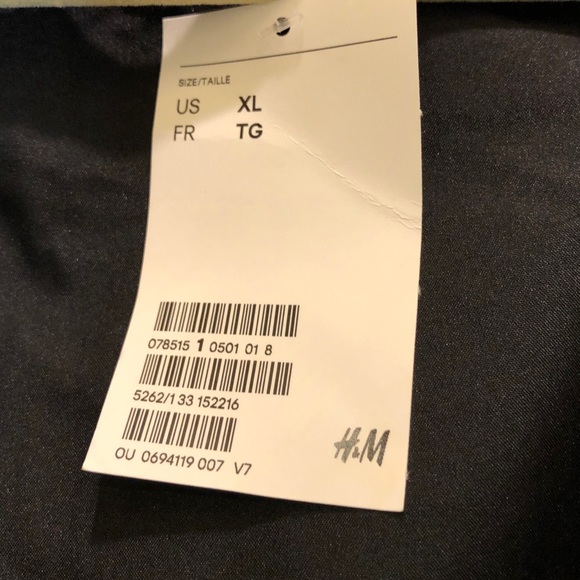 SIZE/TAILLE
US XL
FR TG
078515 1 0501 01 8
5262/1 33 152216
OU 0694119 007 V7
H&M